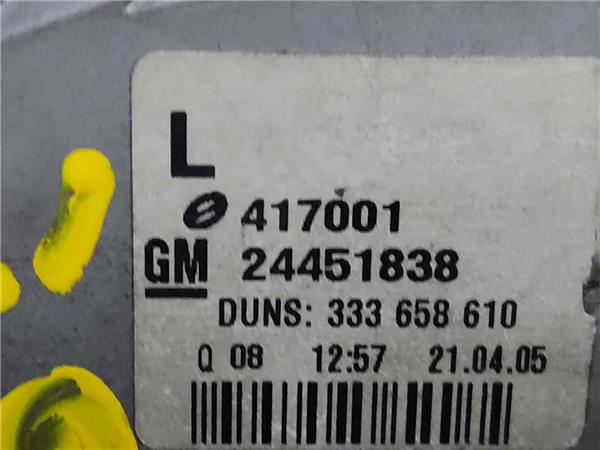 L
417001
GM 24451838
DUNS: 333 658 610
Q 08 12:57 21.04.05